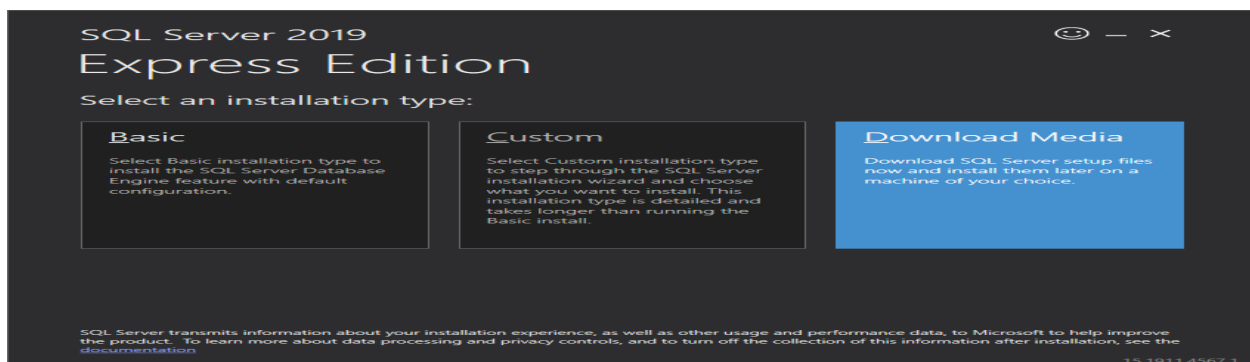 SQL Server 2019
Express Edition
Select an installation type:
Basic
Select Basic installation type to
install the SQL Server Database
Engine feature with default
configuration.
Custom
Select Custom installation type
to step through the SQL Server
installation wizard and choose
what you want to install. This
installation type is detailed and
takes longer than running the
Basic install.
Download Media
Download SQL Server setup files
now and install them later on a
machine of your choice.
SQL Server transmits information about your installation experience, as well as other usage and performance data, to Microsoft to help improve
the product. To learn more about data processing and privacy controls, and to turn off the collection of this information after installation, see the
documentation
15.1911.4567.1